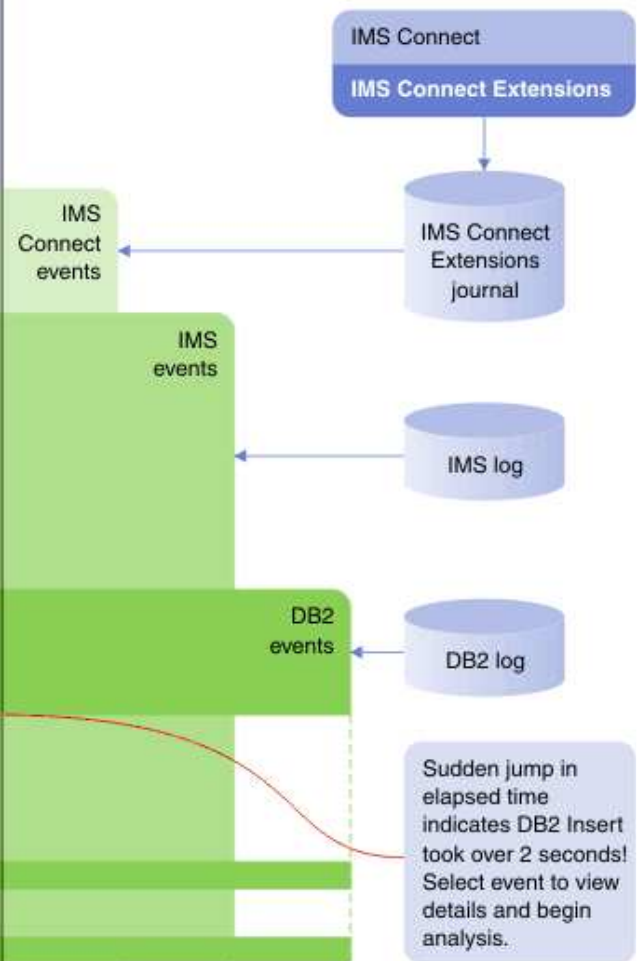 IMS Connect
IMS Connect Extensions
IMS
Connect
events
IMS Connect
Extensions
journal
IMS
events
IMS log
DB2
events
DB2 log
Sudden jump in
elapsed time
indicates DB2 Insert
took over 2 seconds!
Select event to view
details and begin
analysis.